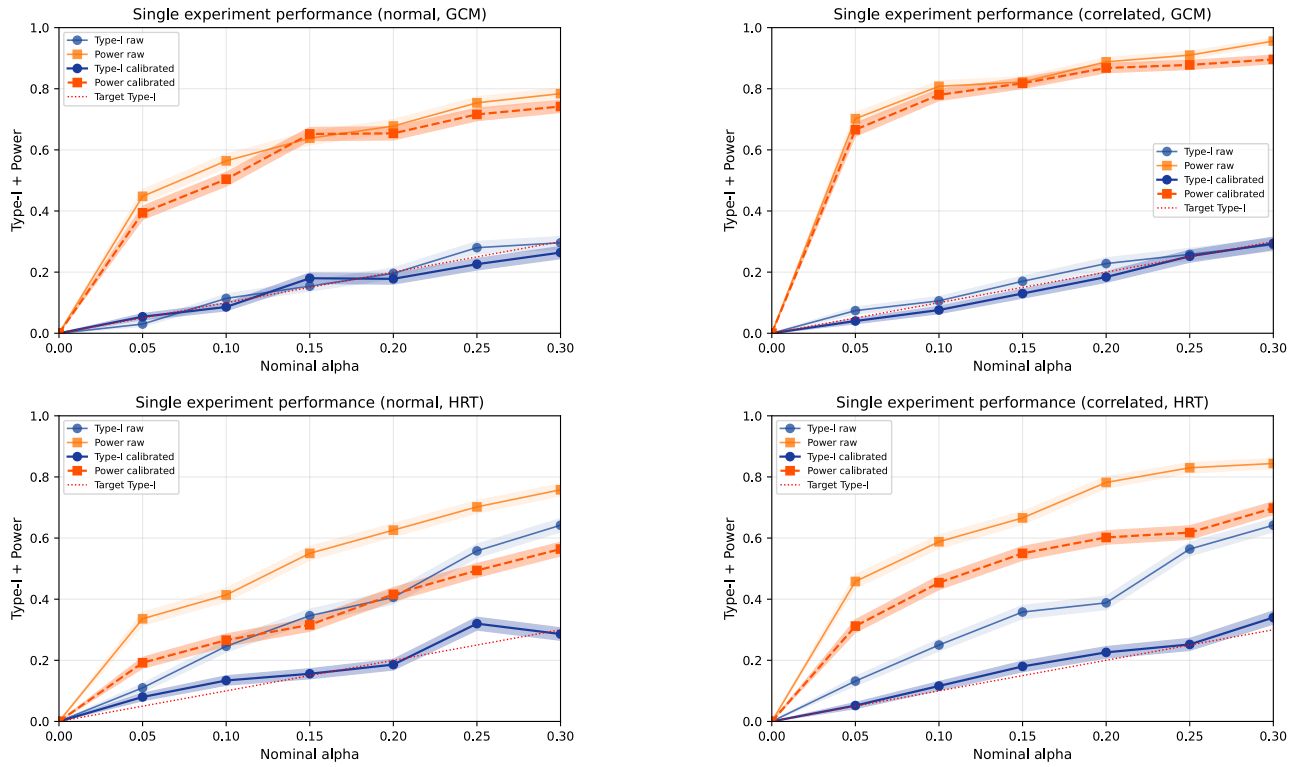 Single experiment performance (normal, GCM)
Type-I + Power
1.0
0.8
0.6
0.4
0.2
0.0
Type-I raw
Power raw
Type-I calibrated
Power calibrated
Target Type-I
0.00 0.05 0.10 0.15 0.20 0.25 0.30
Nominal alpha
Single experiment performance (correlated, GCM)
Type-I + Power
1.0
0.8
0.6
0.4
0.2
0.0
Type-I raw
Power raw
Type-I calibrated
Power calibrated
Target Type-I
0.00 0.05 0.10 0.15 0.20 0.25 0.30
Nominal alpha
Single experiment performance (normal, HRT)
Type-I + Power
1.0
0.8
0.6
0.4
0.2
0.0
Type-I raw
Power raw
Type-I calibrated
Power calibrated
Target Type-I
0.00 0.05 0.10 0.15 0.20 0.25 0.30
Nominal alpha
Single experiment performance (correlated, HRT)
Type-I + Power
1.0
0.8
0.6
0.4
0.2
0.0
Type-I raw
Power raw
Type-I calibrated
Power calibrated
Target Type-I
0.00 0.05 0.10 0.15 0.20 0.25 0.30
Nominal alpha